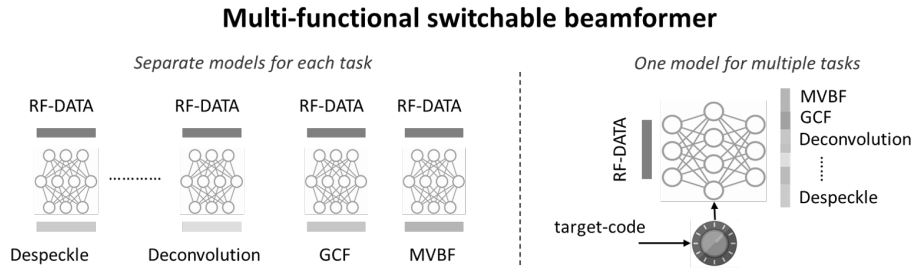 Multi-functional switchable beamformer
Separate models for each task
RF-DATA RF-DATA RF-DATA RF-DATA
............
Despeckle Deconvolution GCF MVBF
One model for multiple tasks
RF-DATA
MVBF
GCF
Deconvolution
......
Despeckle
target-code